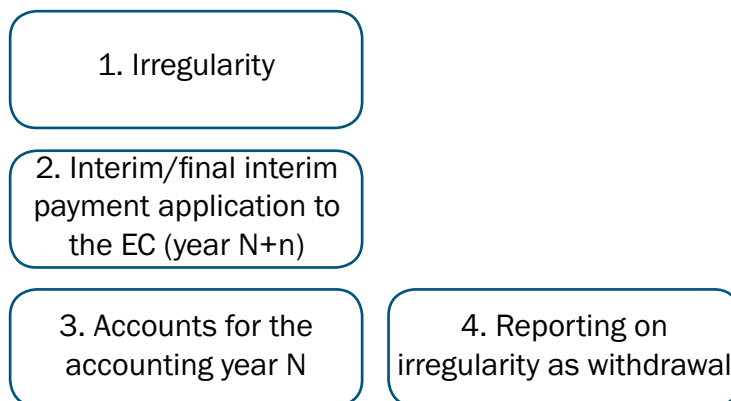 1. Irregularity
2. Interim/final interim
payment application to
the EC (year N+n)
3. Accounts for the
accounting year N
4. Reporting on
irregularity as withdrawal